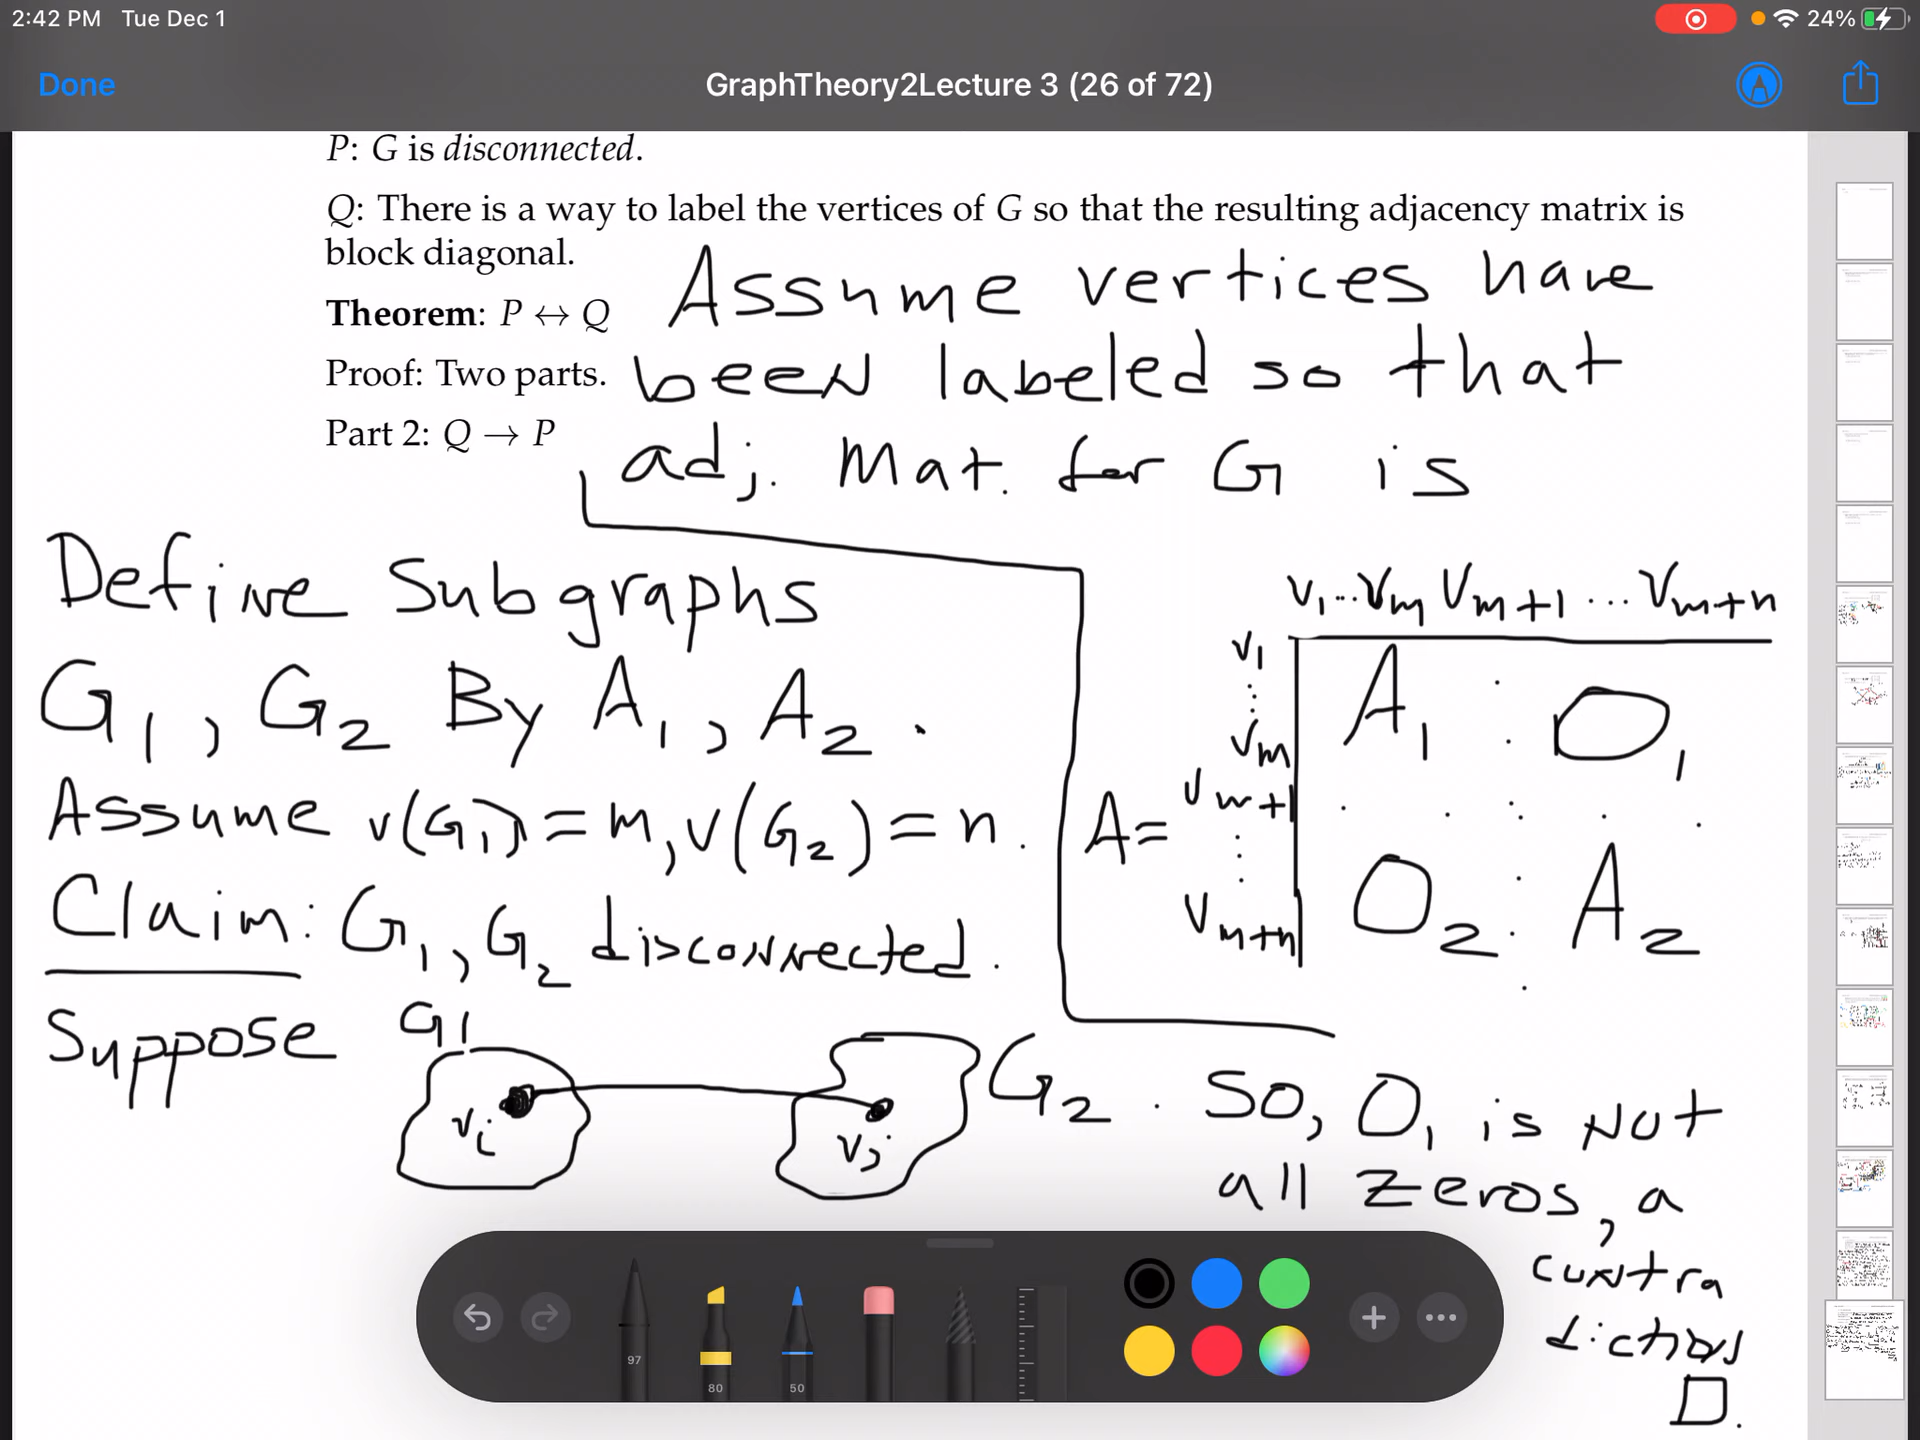 2:42 PM Tue Dec 1
24%
Done
GraphTheory2Lecture 3 (26 of 72)
P: G is disconnected.
Q: There is a way to label the vertices of G so that the resulting adjacency matrix is
block diagonal.
Assume vertices have
Theorem: P ↔ Q
Proof: Two parts.
been labeled so that
Part 2: Q → P
adj. Mat. for G is
Define Subgraphs
G₁, G₂ By A₁, A₂.
Assume v(G₁) = m, v(G₂) = n.
Claim: G₁, G₂ disconnected.
v₁ ... vₘ vₘ₊₁ ... vₘ₊ₙ
v₁
⋮
vₘ
A₁ ⋮ O₁
A =
vₘ₊₁
⋮
vₘ₊ₙ
O₂ ⋮ A₂
Suppose
G1
vᵢ
vⱼ
G₂. So, O₁ is not
all zeros, a
contra
diction
□.
97
80
50